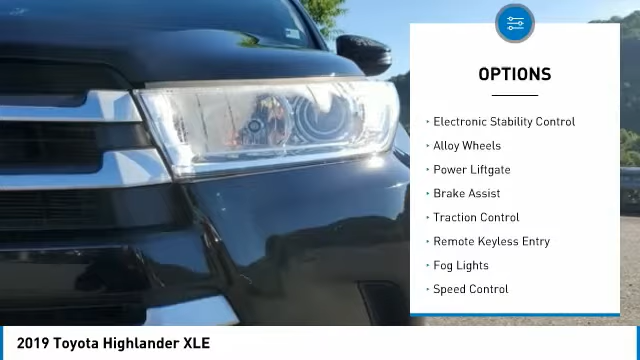 OPTIONS
Electronic Stability Control
Alloy Wheels
Power Liftgate
Brake Assist
Traction Control
Remote Keyless Entry
Fog Lights
Speed Control
2019 Toyota Highlander XLE